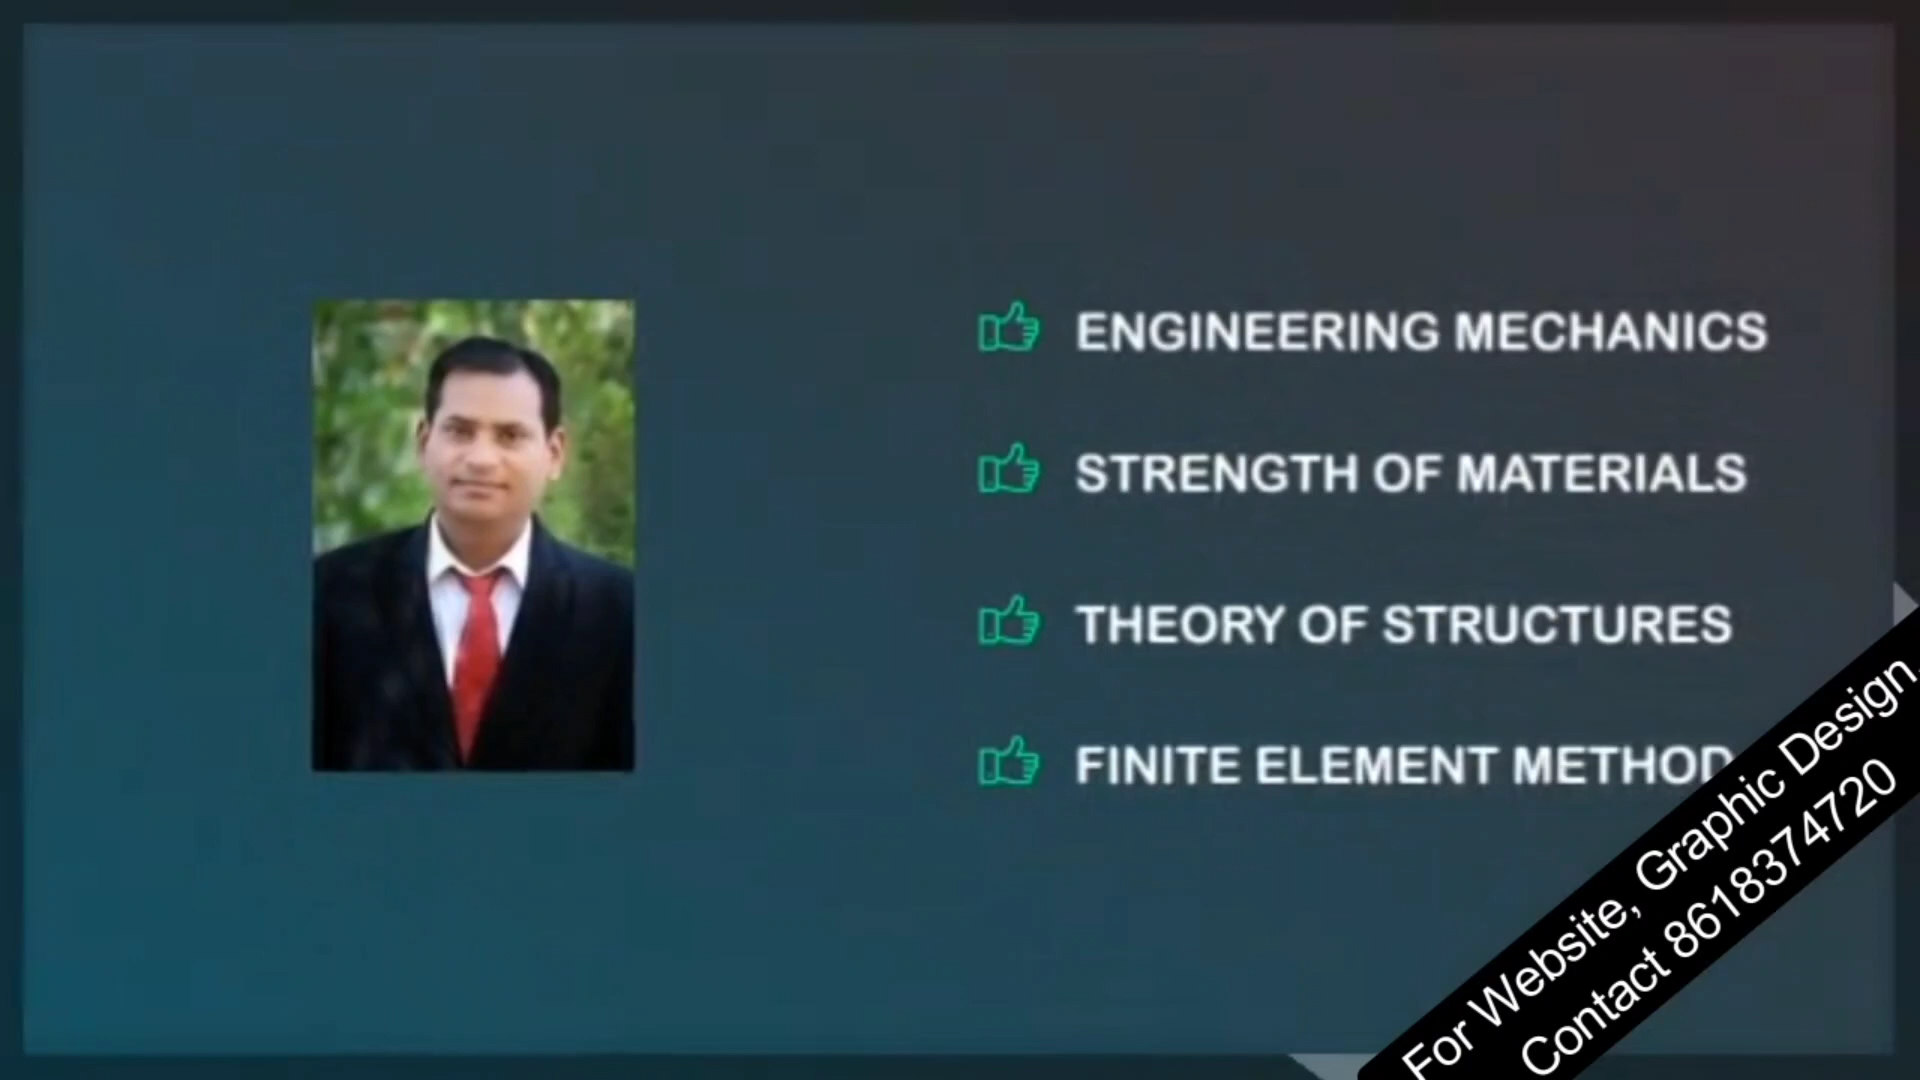 ENGINEERING MECHANICS
STRENGTH OF MATERIALS
THEORY OF STRUCTURES
FINITE ELEMENT METHOD
For Website, Graphic Design,
Contact 8618374720